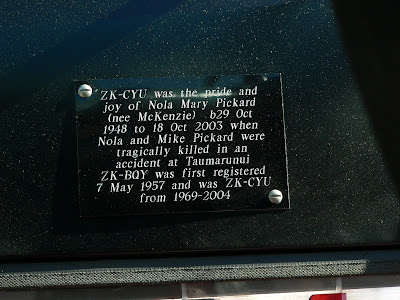 ZK-CYU was the pride and
joy of Nola Mary Pickard
(nee McKenzie) b29 Oct
1948 to 18 Oct 2003 when
Nola and Mike Pickard were
tragically killed in an
accident at Taumarunui
ZK-BQY was first registered
7 May 1957 and was ZK-CYU
from 1969-2004